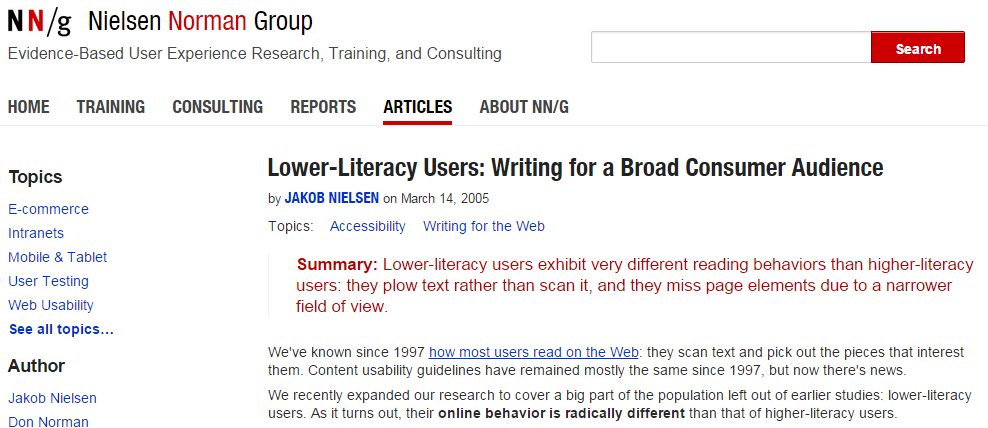 NN/g Nielsen Norman Group
Evidence-Based User Experience Research, Training, and Consulting
Search
HOME TRAINING CONSULTING REPORTS ARTICLES ABOUT NN/G
Topics
E-commerce
Intranets
Mobile & Tablet
User Testing
Web Usability
See all topics…
Author
Jakob Nielsen
Don Norman
Lower-Literacy Users: Writing for a Broad Consumer Audience
by JAKOB NIELSEN on March 14, 2005
Topics: Accessibility Writing for the Web
Summary: Lower-literacy users exhibit very different reading behaviors than higher-literacy
users: they plow text rather than scan it, and they miss page elements due to a narrower
field of view.
We've known since 1997 how most users read on the Web: they scan text and pick out the pieces that interest
them. Content usability guidelines have remained mostly the same since 1997, but now there's news.
We recently expanded our research to cover a big part of the population left out of earlier studies: lower-literacy
users. As it turns out, their online behavior is radically different than that of higher-literacy users.